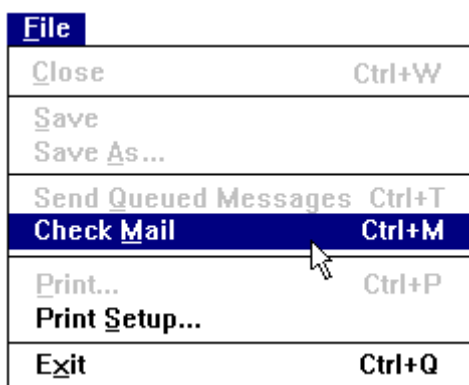 File
Close Ctrl+W
Save
Save As...
Send Queued Messages Ctrl+T
Check Mail Ctrl+M
Print... Ctrl+P
Print Setup...
Exit Ctrl+Q